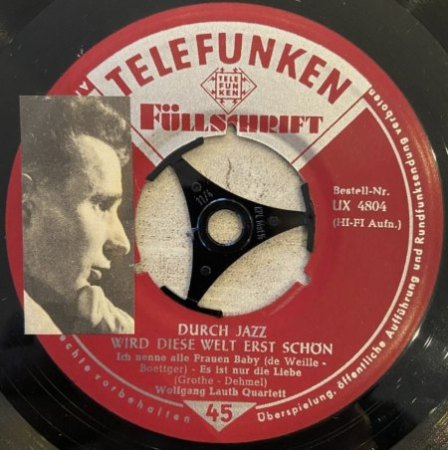 TELEFUNKEN
TELE
FUN
KEN
FÜLLSCHRIFT
Bestell-Nr.
UX 4804
(HI-FI Aufn.)
DURCH JAZZ
WIRD DIESE WELT ERST SCHÖN
Ich nenne alle Frauen Baby (de Weille -
Boettger) - Es ist nur die Liebe
(Grothe - Dehmel)
Wolfgang Lauth Quartett
45
rechte vorbehalten
Überspielung, öffentliche Aufführung und Rundfunksendung verboten